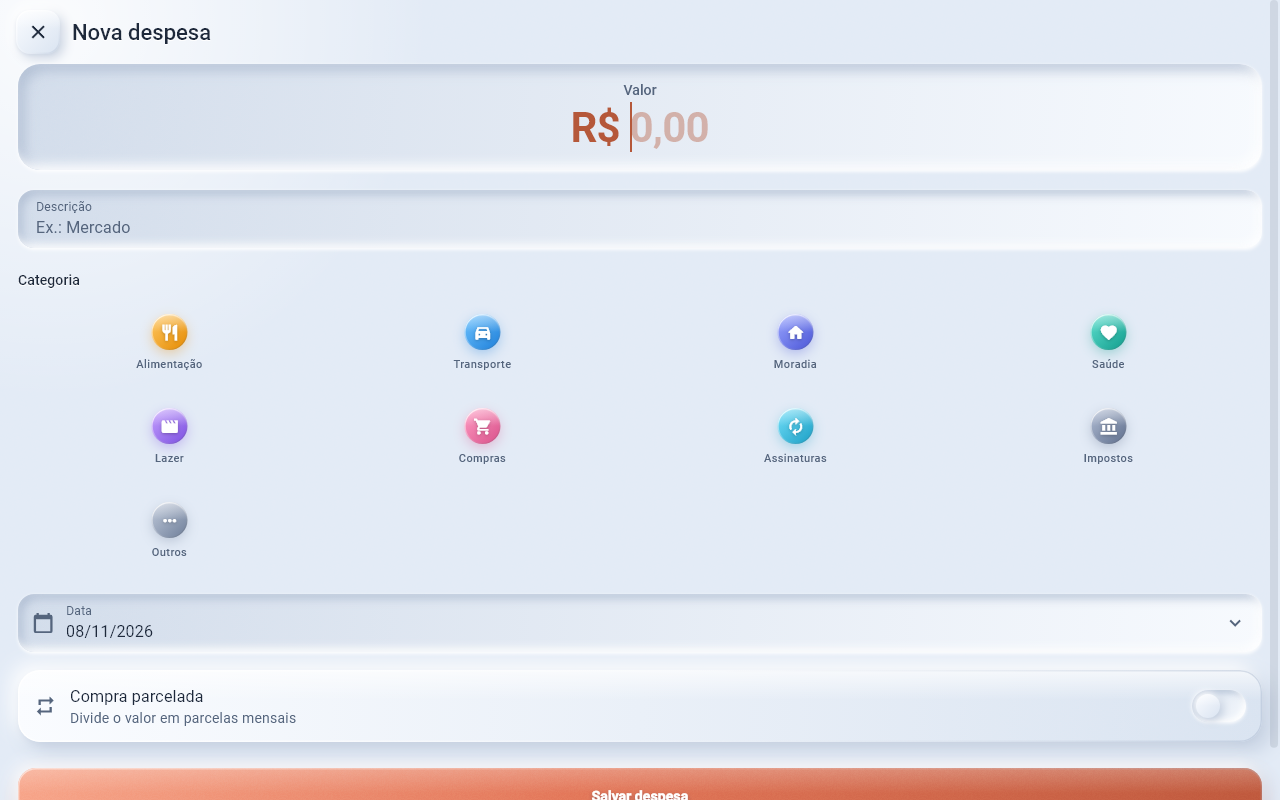 Nova despesa
Valor
R$ 0,00
Descrição
Ex.: Mercado
Categoria
Alimentação
Transporte
Moradia
Saúde
Lazer
Compras
Assinaturas
Impostos
Outros
Data
08/11/2026
Compra parcelada
Divide o valor em parcelas mensais
Salvar despesa